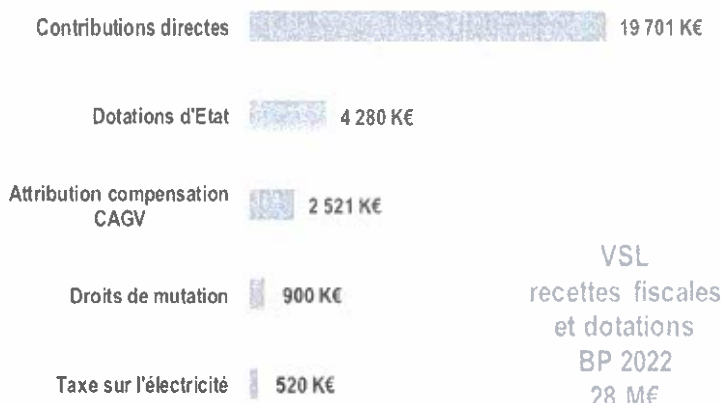 Contributions directes 19 701 K€
Dotations d'Etat 4 280 K€
Attribution compensation
CAGV 2 521 K€
Droits de mutation 900 K€
Taxe sur l'électricité 520 K€
VSL
recettes fiscales
et dotations
BP 2022
28 M€